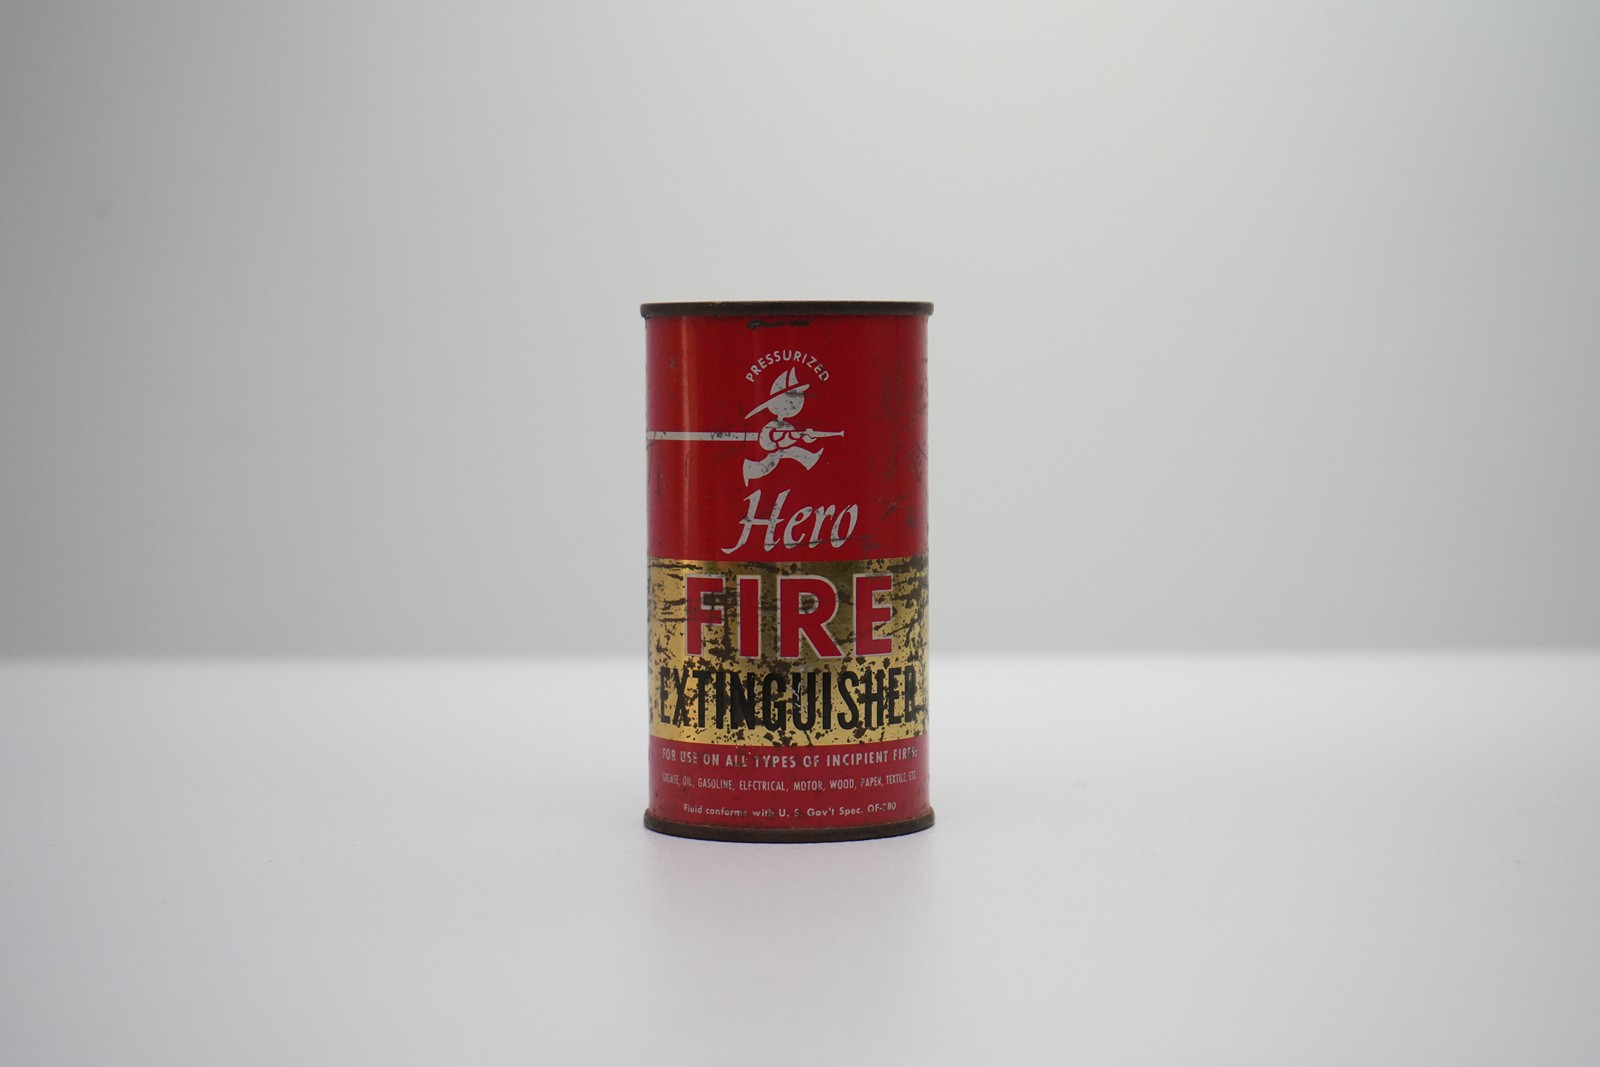 PRESSURIZED
Hero
FIRE
EXTINGUISHER
FOR USE ON ALL TYPES OF INCIPIENT FIRES:
GREASE, OIL, GASOLINE, ELECTRICAL, MOTOR, WOOD, PAPER, TEXTILE, ETC.
Fluid conforms with U. S. Gov't Spec.